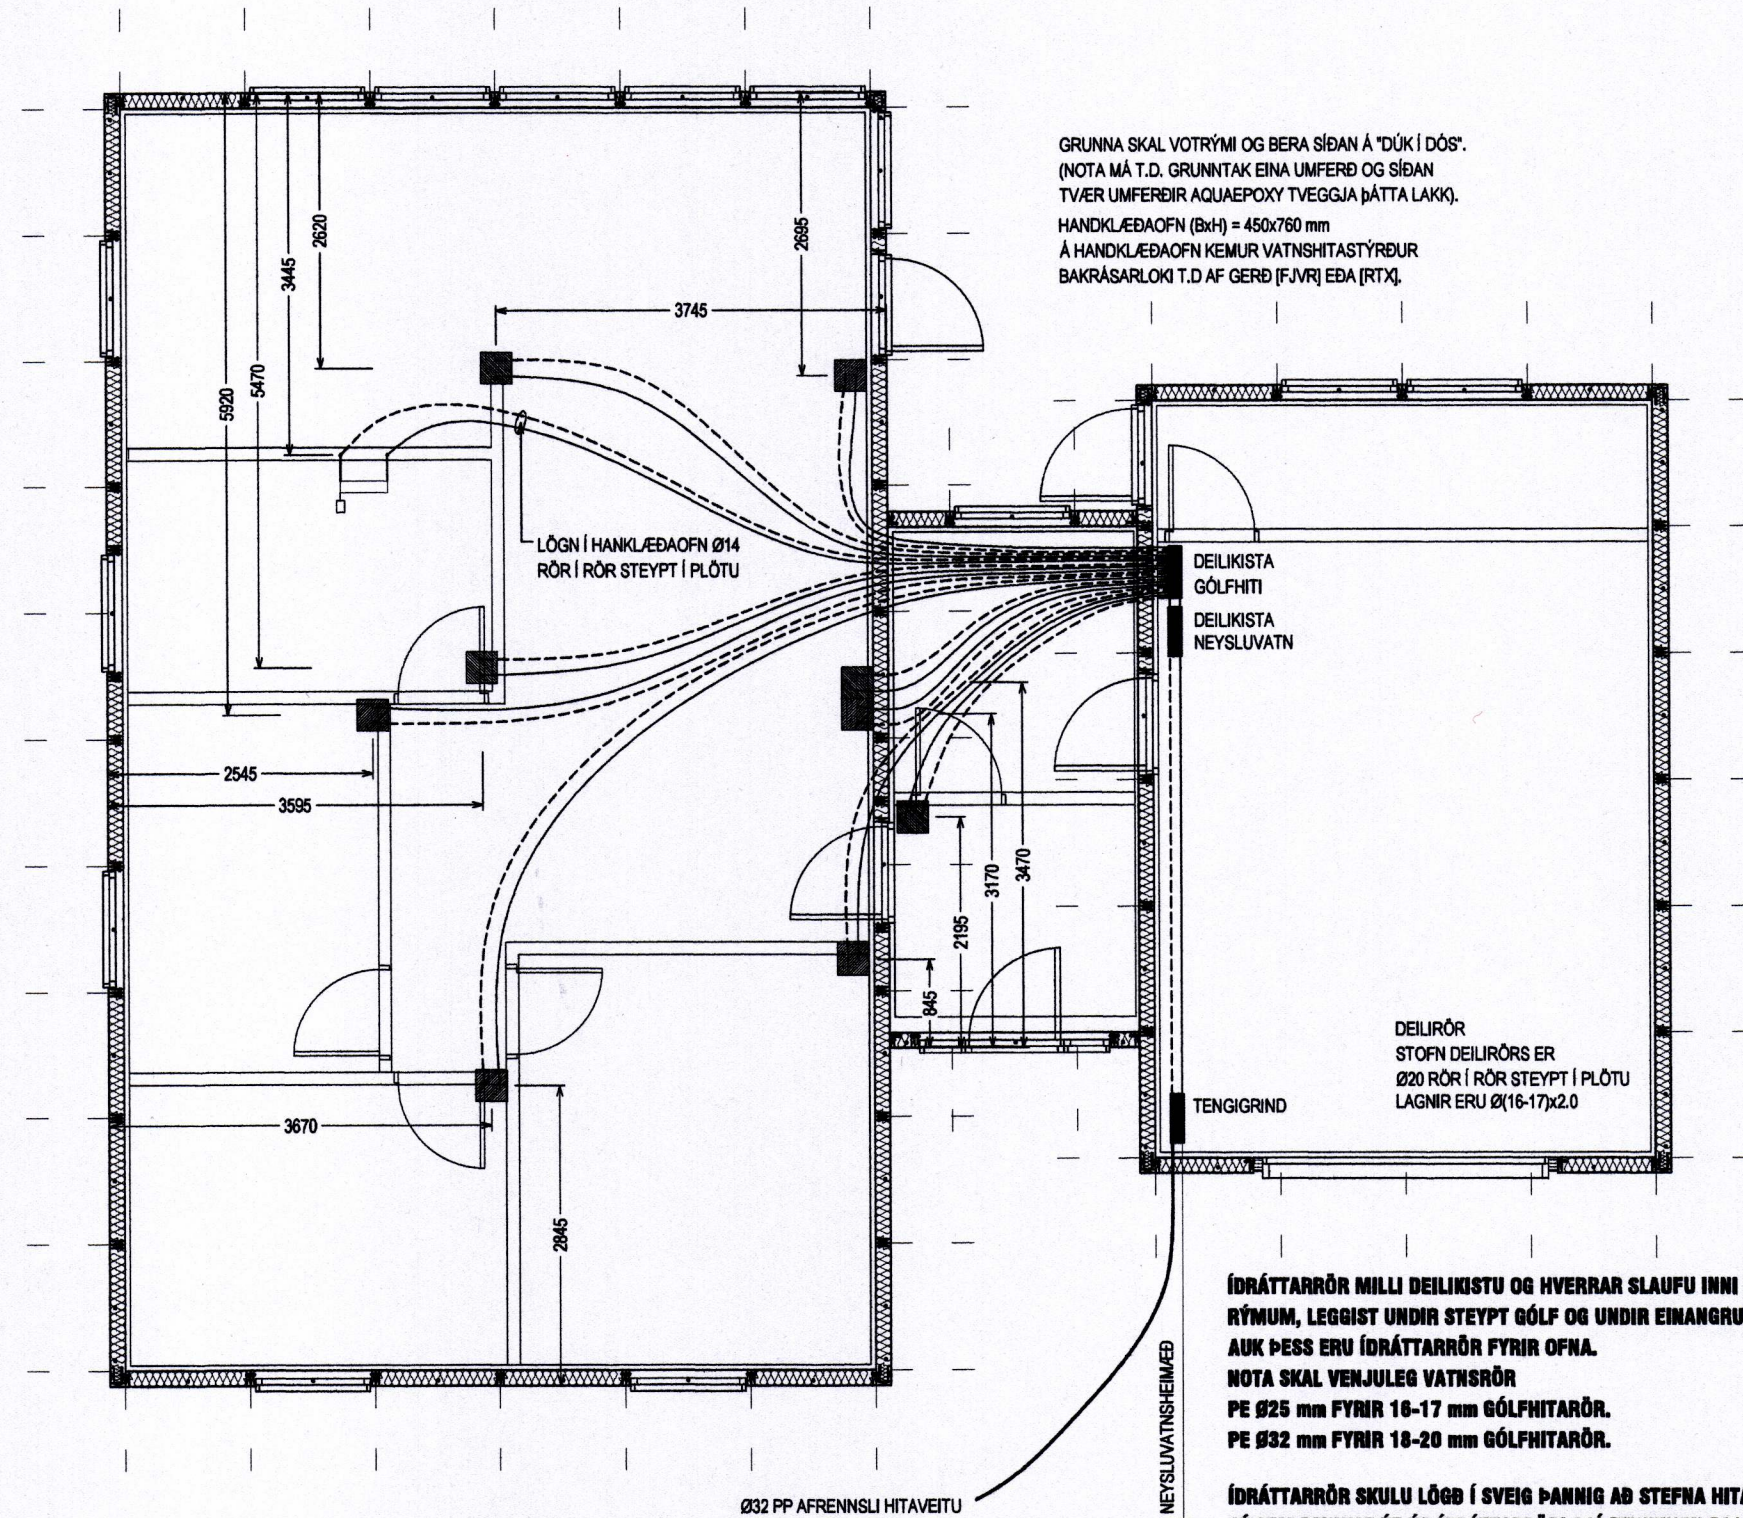 GRUNNA SKAL VOTRÝMI OG BERA SÍÐAN Á "DÚK Í DÓS".
(NOTA MÁ T.D. GRUNNTAK EINA UMFERÐ OG SÍÐAN
TVÆR UMFERÐIR AQUAEPOXY TVEGGJA ÞÁTTA LAKK).
HANDKLÆÐAOFN (BxH) = 450x760 mm
Á HANDKLÆÐAOFN KEMUR VATNSHITASTÝRÐUR
BAKRÁSARLOKI T.D AF GERÐ [FJVR] EÐA [RTX].
2620
2695
3445
3745
5470
5920
LÖGN Í HANKLÆÐAOFN Ø14
RÖR Í RÖR STEYPT Í PLÖTU
DEILIKISTA
GÓLFHITI
DEILIKISTA
NEYSLUVATN
2545
3595
3470
3170
2195
845
DEILIRÖR
STOFN DEILIRÖRS ER
Ø20 RÖR Í RÖR STEYPT Í PLÖTU
LAGNIR ERU Ø(16-17)x2.0
TENGIGRIND
3670
2845
ÍDRÁTTARRÖR MILLI DEILIKISTU OG HVERRAR SLAUFU INNI
RÝMUM, LEGGIST UNDIR STEYPT GÓLF OG UNDIR EINANGRU
AUK ÞESS ERU ÍDRÁTTARRÖR FYRIR OFNA.
NOTA SKAL VENJULEG VATNSRÖR
PE Ø25 mm FYRIR 16-17 mm GÓLFHITARÖR.
PE Ø32 mm FYRIR 18-20 mm GÓLFHITARÖR.
NEYSLUVATNSHEIMÆÐ
Ø32 PP AFRENNSLI HITAVEITU
ÍDRÁTTARRÖR SKULU LÖGÐ Í SVEIG ÞANNIG AÐ STEFNA HITA